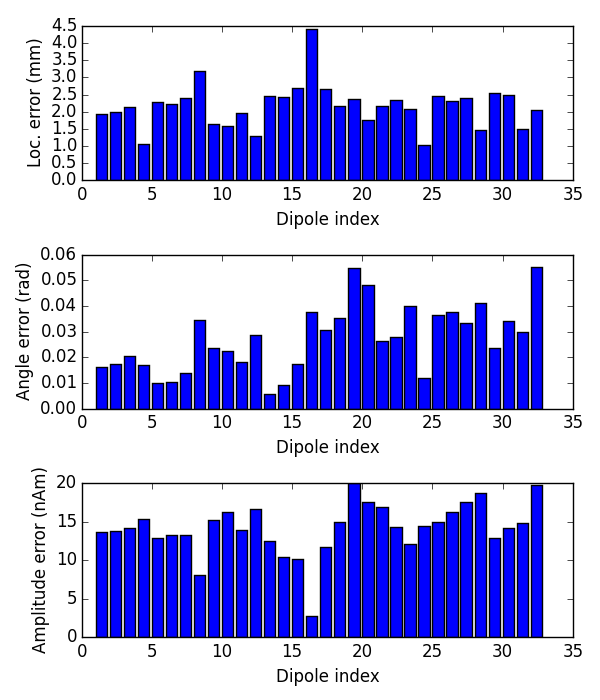 Loc. error (mm)
4.5
4.0
3.5
3.0
2.5
2.0
1.5
1.0
0.5
0.0
0 5 10 15 20 25 30 35
Dipole index
Angle error (rad)
0.06
0.05
0.04
0.03
0.02
0.01
0.00
0 5 10 15 20 25 30 35
Dipole index
Amplitude error (nAm)
20
15
10
5
0
0 5 10 15 20 25 30 35
Dipole index